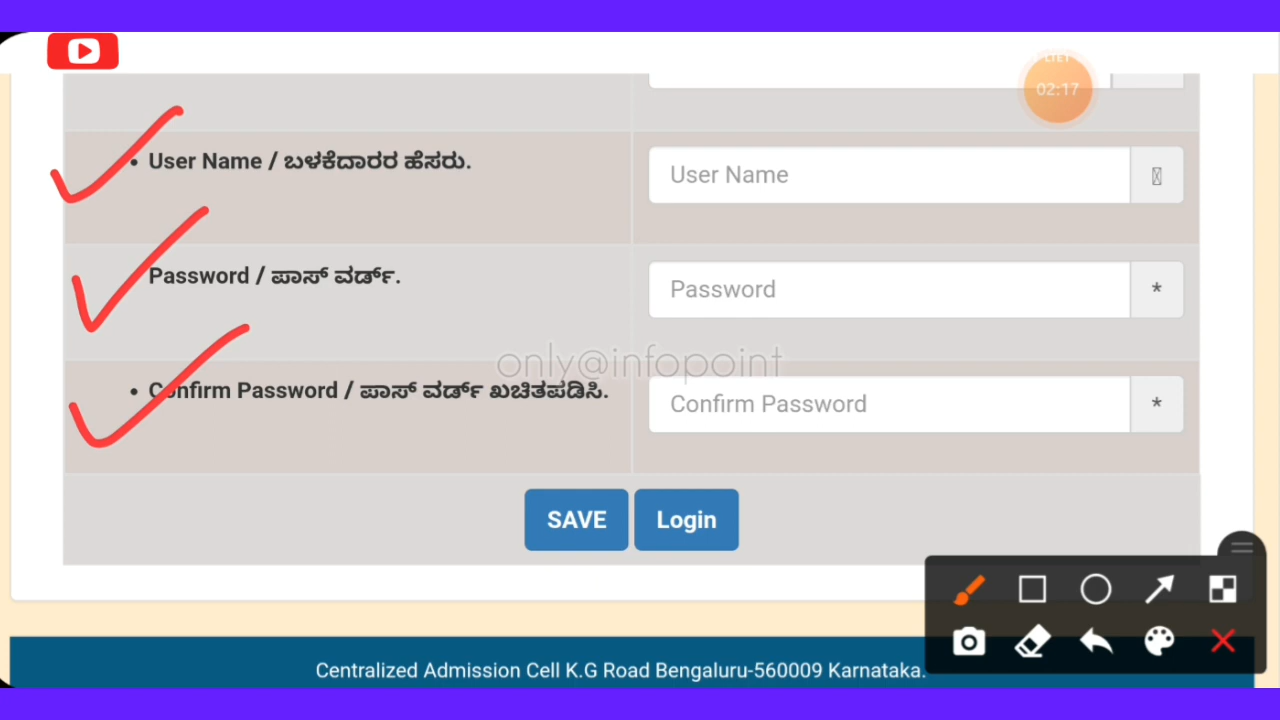 02:17
User Name / ಬಳಕೆದಾರರ ಹೆಸರು.
User Name
Password / ಪಾಸ್ ವರ್ಡ್.
Password
*
only@infopoint
Confirm Password / ಪಾಸ್ ವರ್ಡ್ ಖಚಿತಪಡಿಸಿ.
Confirm Password
*
SAVE
Login
Centralized Admission Cell K.G Road Bengaluru-560009 Karnataka.